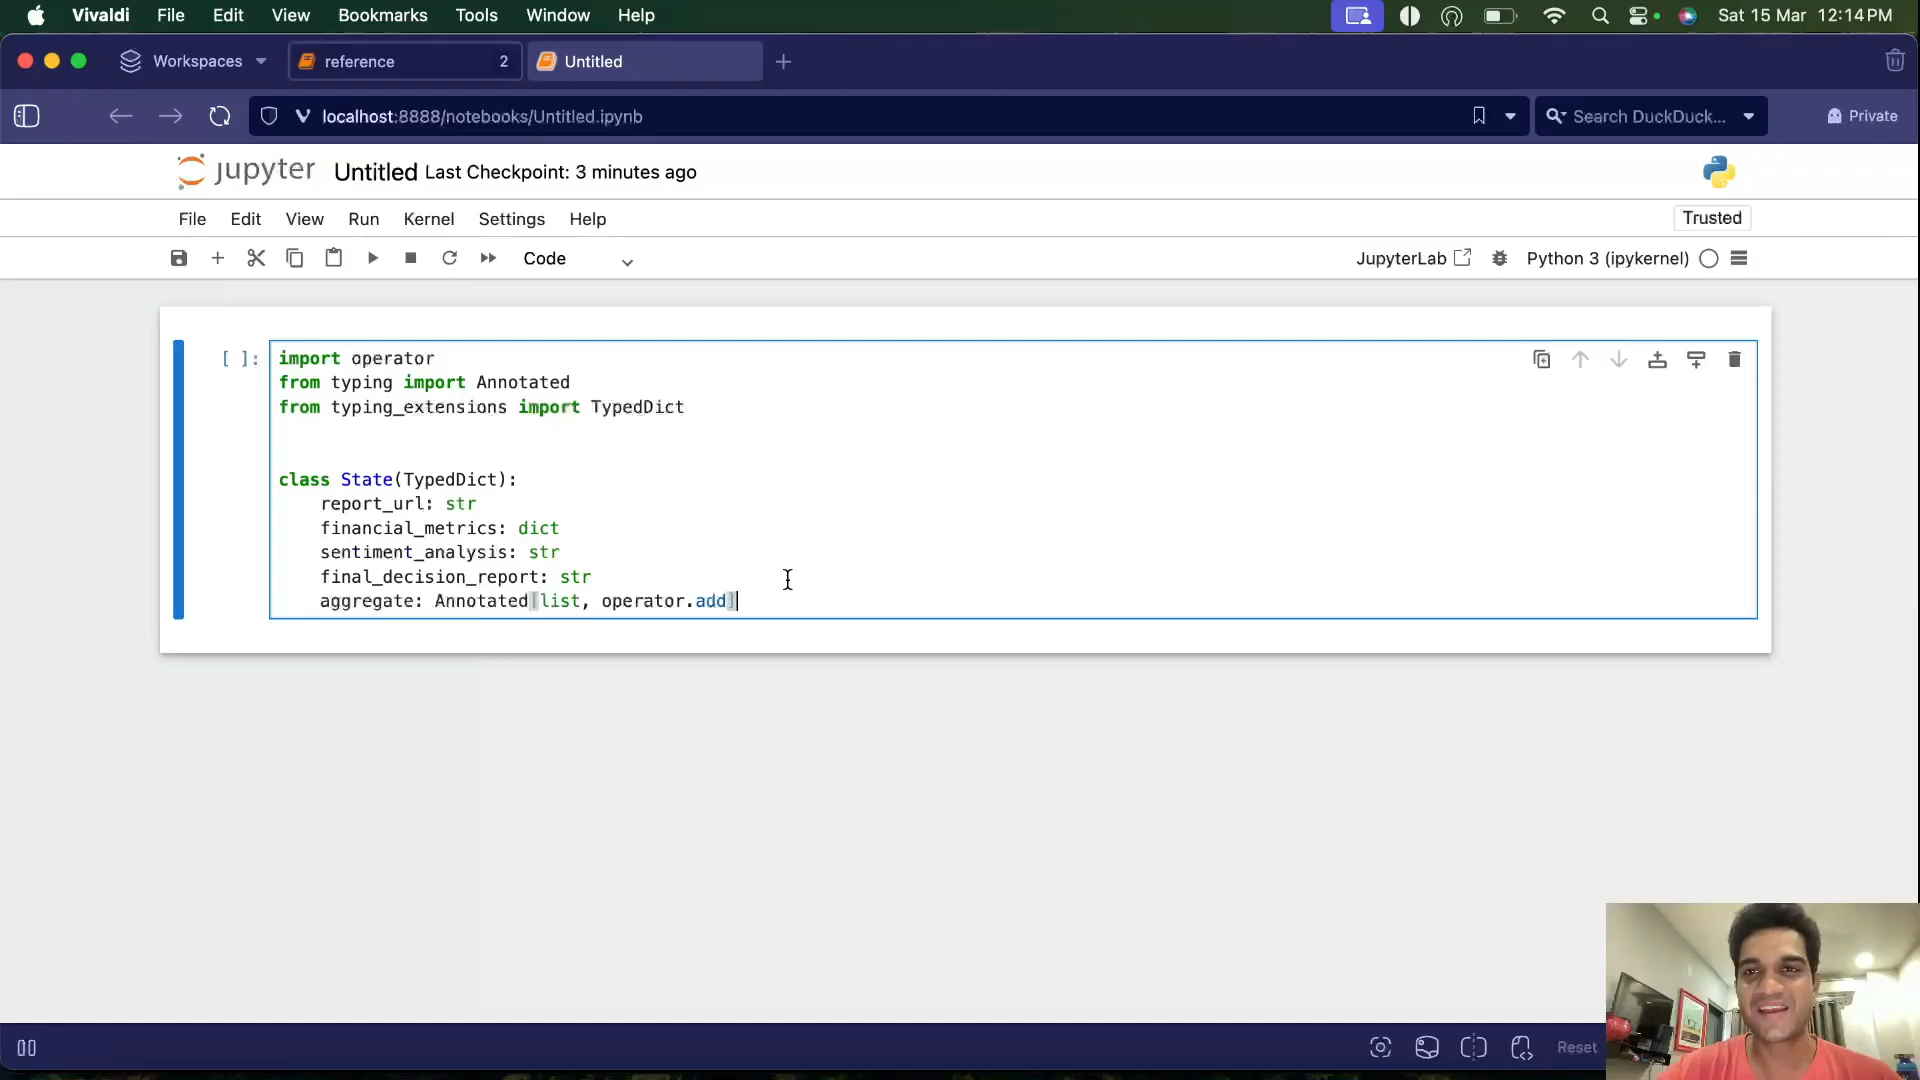 Vivaldi File Edit View Bookmarks Tools Window Help Sat 15 Mar 12:14 PM
Workspaces reference 2 Untitled
localhost:8888/notebooks/Untitled.ipynb Search DuckDuck... Private
jupyter Untitled Last Checkpoint: 3 minutes ago
File Edit View Run Kernel Settings Help Trusted
Code JupyterLab Python 3 (ipykernel)
[ ]: import operator
from typing import Annotated
from typing_extensions import TypedDict
class State(TypedDict):
report_url: str
financial_metrics: dict
sentiment_analysis: str
final_decision_report: str
aggregate: Annotated[list, operator.add]
Reset